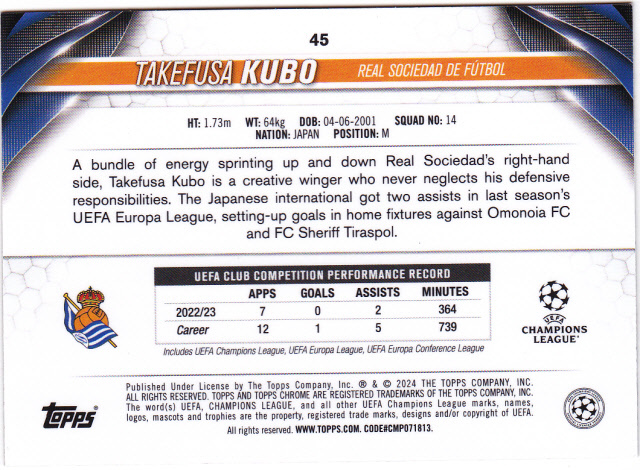 45
TAKEFUSA KUBO REAL SOCIEDAD DE FÚTBOL
HT: 1.73m WT: 64kg DOB: 04-06-2001 SQUAD NO: 14
NATION: JAPAN POSITION: M
A bundle of energy sprinting up and down Real Sociedad's right-hand
side, Takefusa Kubo is a creative winger who never neglects his defensive
responsibilities. The Japanese international got two assists in last season's
UEFA Europa League, setting-up goals in home fixtures against Omonoia FC
and FC Sheriff Tiraspol.
UEFA CLUB COMPETITION PERFORMANCE RECORD
APPS GOALS ASSISTS MINUTES
2022/23 7 0 2 364
Career 12 1 5 739
Includes UEFA Champions League, UEFA Europa League, UEFA Europa Conference League
UEFA
CHAMPIONS
LEAGUE
Topps
Published Under License by The Topps Company, Inc. ® & © 2024 THE TOPPS COMPANY, INC.
ALL RIGHTS RESERVED. TOPPS AND TOPPS CHROME ARE REGISTERED TRADEMARKS OF THE TOPPS COMPANY, INC.
The word(s) UEFA, CHAMPIONS LEAGUE, and all other UEFA Champions League marks, names,
logos, mascots and trophies are the property, registered trade marks, designs and/or copyright of UEFA.
All rights reserved. WWW.TOPPS.COM. CODE#CMP071813.